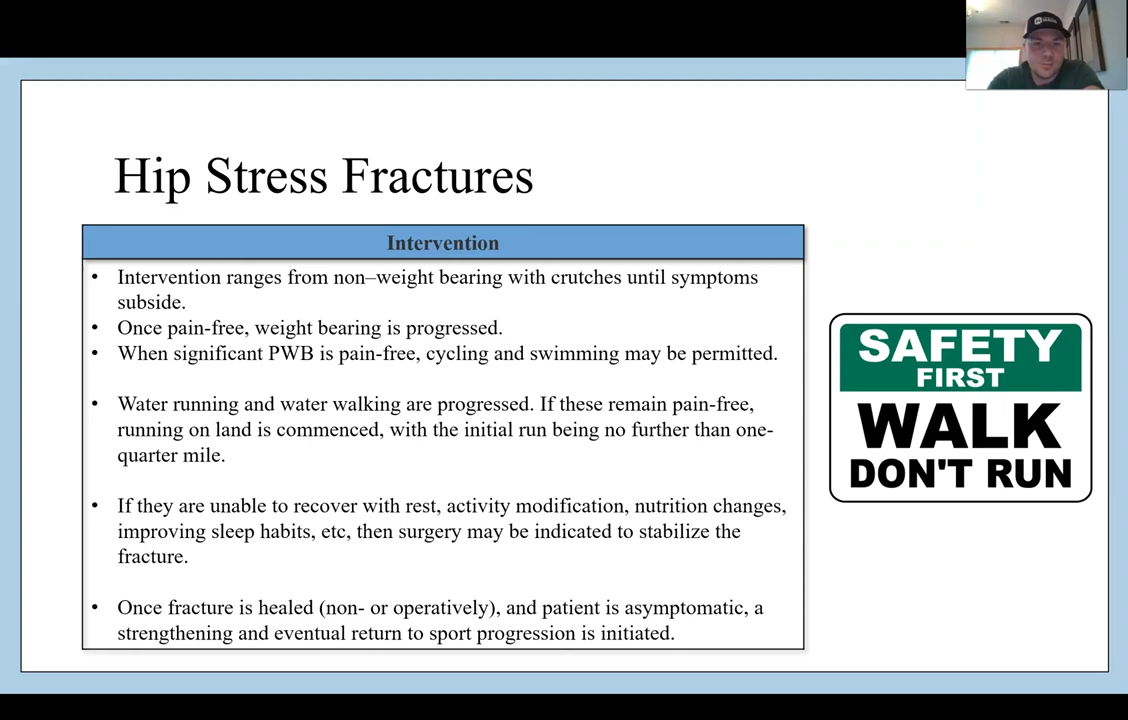 Hip Stress Fractures
Intervention
• Intervention ranges from non–weight bearing with crutches until symptoms
subside.
• Once pain-free, weight bearing is progressed.
• When significant PWB is pain-free, cycling and swimming may be permitted.
• Water running and water walking are progressed. If these remain pain-free,
running on land is commenced, with the initial run being no further than one-
quarter mile.
• If they are unable to recover with rest, activity modification, nutrition changes,
improving sleep habits, etc, then surgery may be indicated to stabilize the
fracture.
• Once fracture is healed (non- or operatively), and patient is asymptomatic, a
strengthening and eventual return to sport progression is initiated.
SAFETY
FIRST
WALK
DON'T RUN